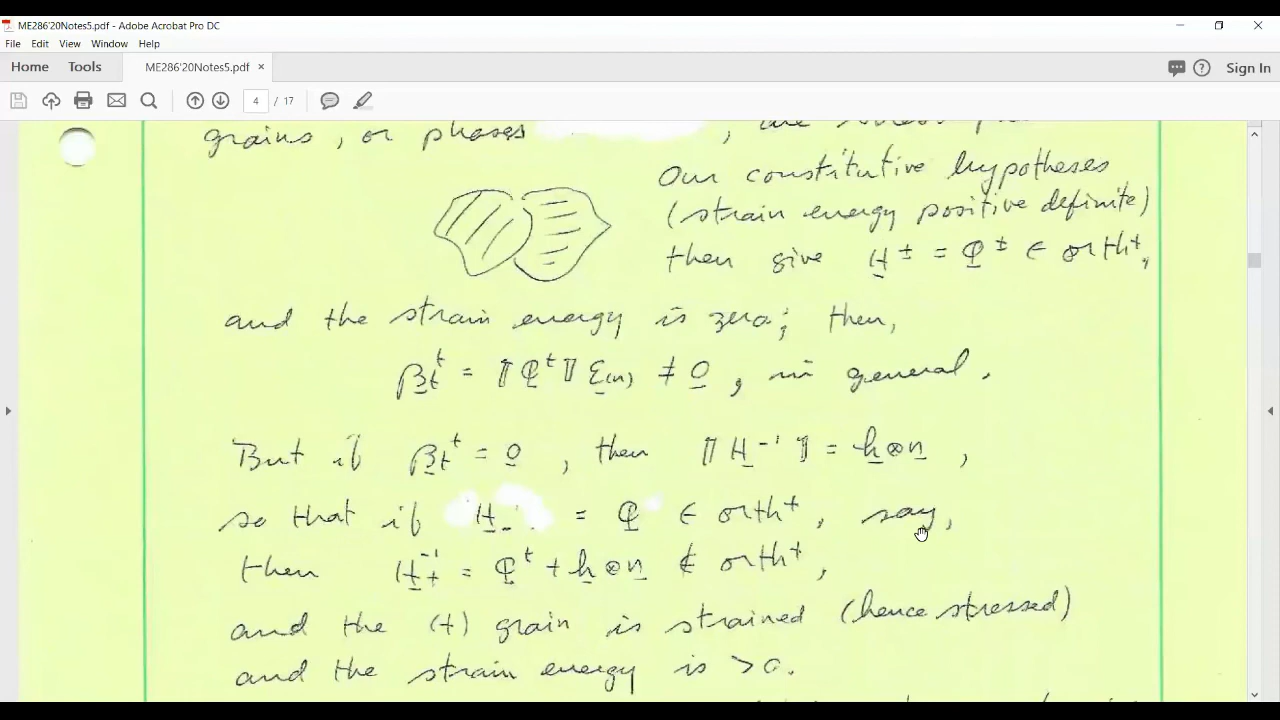 ME286'20Notes5.pdf - Adobe Acrobat Pro DC
File Edit View Window Help
Home Tools ME286'20Notes5.pdf × Sign In
4 / 17
grains, or phases , are
Our constitutive hypotheses
(strain energy positive definite)
then give H± = Q± ∈ Orth⁺,
and the strain energy is zero; then,
βt^t = ⟦Q^t⟧ Ɛ(n) ≠ 0, in general.
But if βt^t = 0, then ⟦H⁻¹⟧ = h⊗n,
so that if H₋ = Q ∈ Orth⁺, say,
then H₊⁻¹ = Q^t + h⊗n ∉ Orth⁺,
and the (+) grain is strained (hence stressed)
and the strain energy is >0.